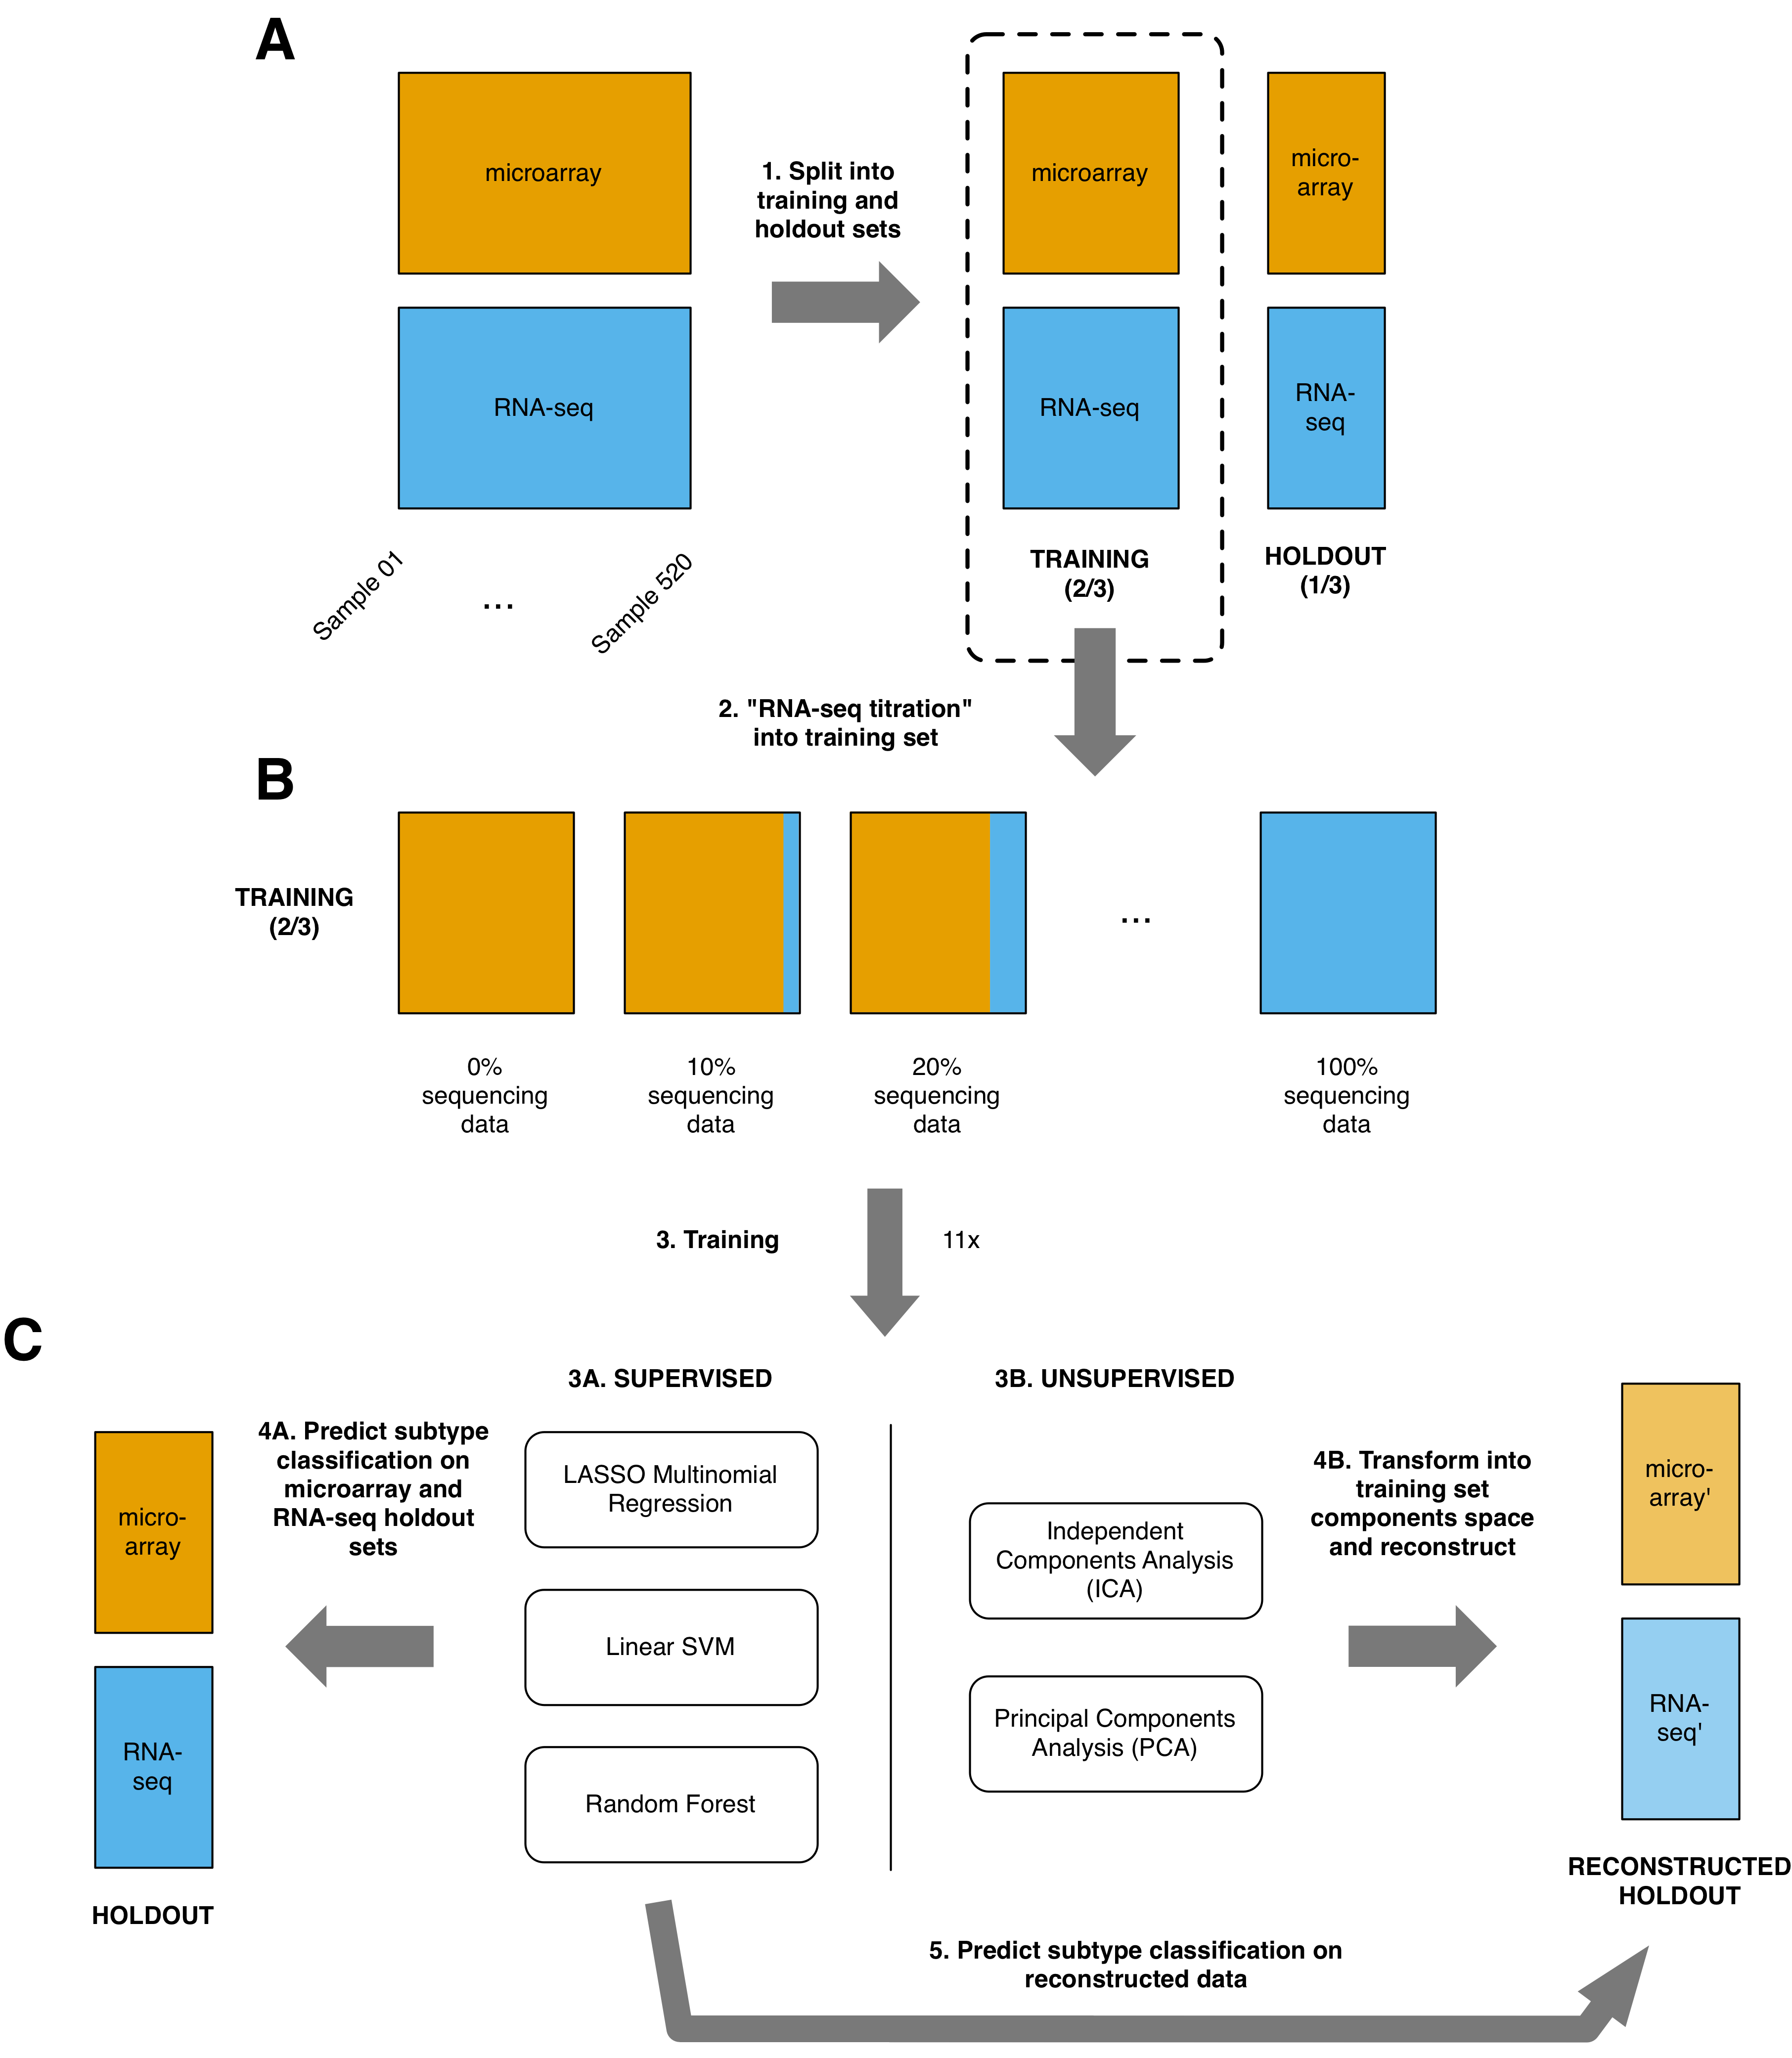 A
microarray
RNA-seq
Sample 01
...
Sample 520
1. Split into
training and
holdout sets
microarray
RNA-seq
TRAINING
(2/3)
micro-
array
RNA-
seq
HOLDOUT
(1/3)
2. "RNA-seq titration"
into training set
B
TRAINING
(2/3)
...
0%
sequencing
data
10%
sequencing
data
20%
sequencing
data
100%
sequencing
data
3. Training
11x
C
3A. SUPERVISED
3B. UNSUPERVISED
4A. Predict subtype
classification on
microarray and
RNA-seq holdout
sets
micro-
array
RNA-
seq
HOLDOUT
LASSO Multinomial
Regression
Linear SVM
Random Forest
Independent
Components Analysis
(ICA)
Principal Components
Analysis (PCA)
4B. Transform into
training set
components space
and reconstruct
micro-
array'
RNA-
seq'
RECONSTRUCTED
HOLDOUT
5. Predict subtype classification on
reconstructed data